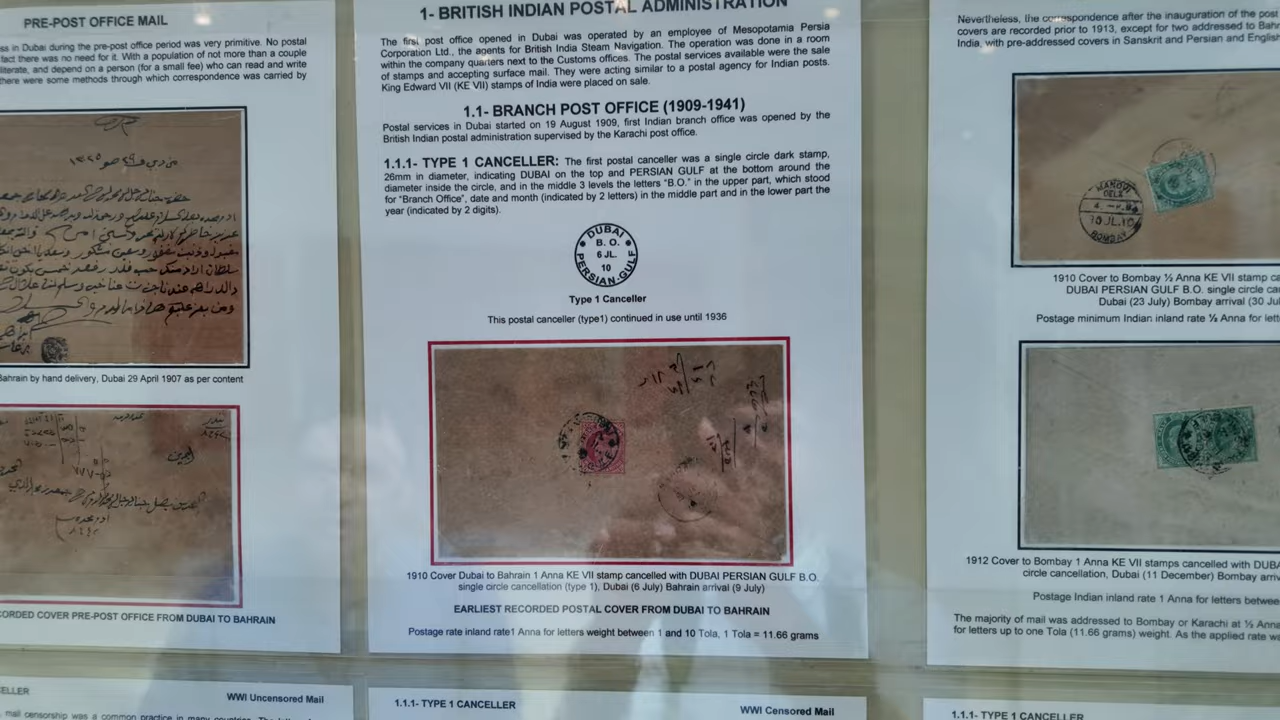 PRE-POST OFFICE MAIL
ss in Dubai during the pre-post office period was very primitive. No postal
fact there was no need for it. With a population of not more than a couple
literate, and depend on a person (for a small fee) who can read and write
there were some methods through which correspondence was carried by
Bahrain by hand delivery, Dubai 29 April 1907 as per content
CORDED COVER PRE-POST OFFICE FROM DUBAI TO BAHRAIN
1- BRITISH INDIAN POSTAL ADMINISTRATION
The first post office opened in Dubai was operated by an employee of Mesopotamia Persia
Corporation Ltd., the agents for British India Steam Navigation. The operation was done in a room
within the company quarters next to the Customs offices. The postal services available were the sale
of stamps and accepting surface mail. They were acting similar to a postal agency for Indian posts.
King Edward VII (KE VII) stamps of India were placed on sale.
1.1- BRANCH POST OFFICE (1909-1941)
Postal services in Dubai started on 19 August 1909, first Indian branch office was opened by the
British Indian postal administration supervised by the Karachi post office.
1.1.1- TYPE 1 CANCELLER: The first postal canceller was a single circle dark stamp,
26mm in diameter, indicating DUBAI on the top and PERSIAN GULF at the bottom around the
diameter inside the circle, and in the middle 3 levels the letters "B.O." in the upper part, which stood
for "Branch Office", date and month (indicated by 2 letters) in the middle part and in the lower part the
year (indicated by 2 digits).
DUBAI
B. O.
6 JL.
10
PERSIAN GULF
Type 1 Canceller
This postal canceller (type1) continued in use until 1936
1910 Cover Dubai to Bahrain 1 Anna KE VII stamp cancelled with DUBAI PERSIAN GULF B.O.
single circle cancellation (type 1), Dubai (6 July) Bahrain arrival (9 July)
EARLIEST RECORDED POSTAL COVER FROM DUBAI TO BAHRAIN
Postage rate inland rate1 Anna for letters weight between 1 and 10 Tola, 1 Tola = 11.66 grams
Nevertheless, the correspondence after the inauguration of the post
covers are recorded prior to 1913, except for two addressed to Bahr
India, with pre-addressed covers in Sanskrit and Persian and English
MANDVI
30 JL.10
BOMBAY
1910 Cover to Bombay ½ Anna KE VII stamp ca
DUBAI PERSIAN GULF B.O. single circle ca
Dubai (23 July) Bombay arrival (30 Jul
Postage minimum Indian inland rate ½ Anna for lett
1912 Cover to Bombay 1 Anna KE VII stamps cancelled with DUBA
circle cancellation, Dubai (11 December) Bombay arri
Postage Indian inland rate 1 Anna for letters betwee
The majority of mail was addressed to Bombay or Karachi at ½ Anna
for letters up to one Tola (11.66 grams) weight. As the applied rate w
CELLER
WWI Uncensored Mail
mail censorship was a common practice in many countries. The
1.1.1- TYPE 1 CANCELLER
WWI Censored Mail
1.1.1- TYPE 1 CANCELLER